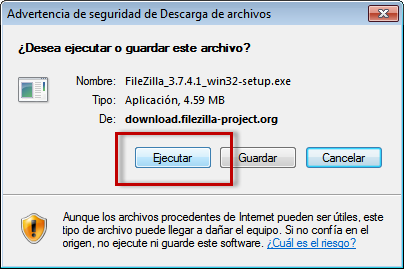 Advertencia de seguridad de Descarga de archivos
¿Desea ejecutar o guardar este archivo?
Nombre: FileZilla_3.7.4.1_win32-setup.exe
Tipo: Aplicación, 4.59 MB
De: download.filezilla-project.org
Ejecutar Guardar Cancelar
Aunque los archivos procedentes de Internet pueden ser útiles, este
tipo de archivo puede llegar a dañar el equipo. Si no confía en el
origen, no ejecute ni guarde este software. ¿Cuál es el riesgo?